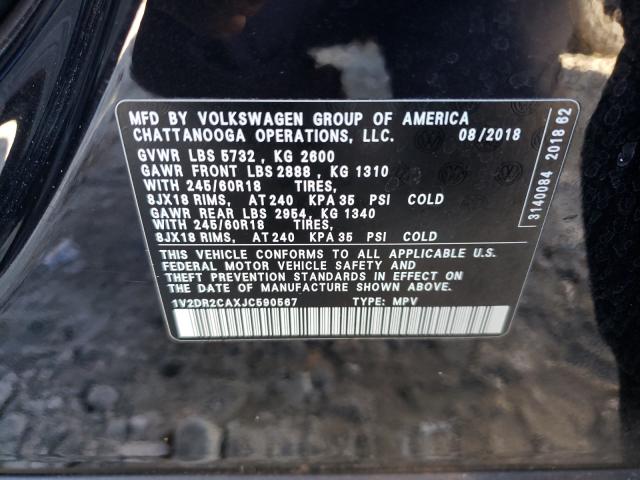 MFD BY VOLKSWAGEN GROUP OF AMERICA
CHATTANOOGA OPERATIONS, LLC. 08/2018
GVWR LBS 5732 , KG 2600
GAWR FRONT LBS 2888 , KG 1310
WITH 245/60R18 TIRES,
8JX18 RIMS, AT 240 KPA 35 PSI COLD
GAWR REAR LBS 2954, KG 1340
WITH 245/60R18 TIRES,
8JX18 RIMS, AT 240 KPA 35 PSI COLD
THIS VEHICLE CONFORMS TO ALL APPLICABLE U.S.
FEDERAL MOTOR VEHICLE SAFETY AND
THEFT PREVENTION STANDARDS IN EFFECT ON
THE DATE OF MANUFACTURE SHOWN ABOVE.
1V2DR2CAXJC590567 TYPE: MPV
3140084 2018 62